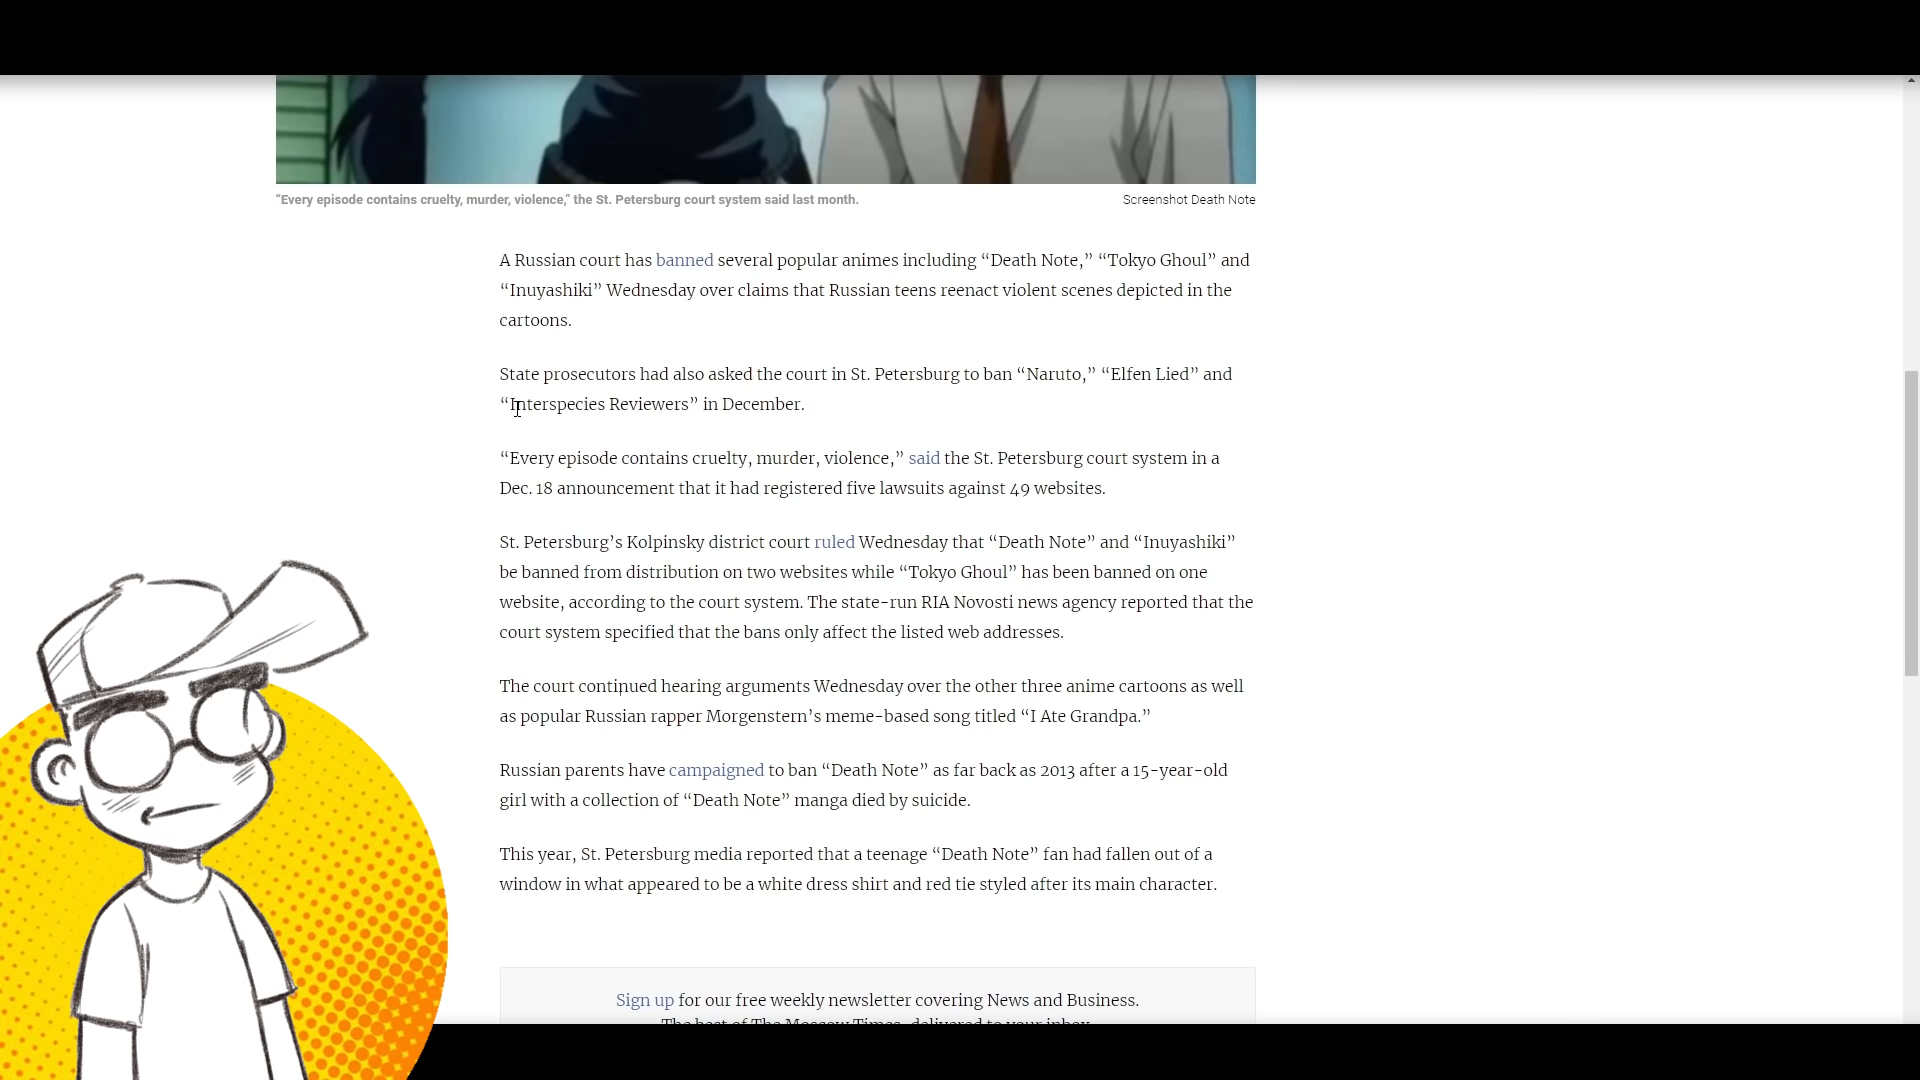 “Every episode contains cruelty, murder, violence,” the St. Petersburg court system said last month.
Screenshot Death Note
A Russian court has banned several popular animes including “Death Note,” “Tokyo Ghoul” and
“Inuyashiki” Wednesday over claims that Russian teens reenact violent scenes depicted in the
cartoons.
State prosecutors had also asked the court in St. Petersburg to ban “Naruto,” “Elfen Lied” and
“Interspecies Reviewers” in December.
“Every episode contains cruelty, murder, violence,” said the St. Petersburg court system in a
Dec. 18 announcement that it had registered five lawsuits against 49 websites.
St. Petersburg’s Kolpinsky district court ruled Wednesday that “Death Note” and “Inuyashiki”
be banned from distribution on two websites while “Tokyo Ghoul” has been banned on one
website, according to the court system. The state-run RIA Novosti news agency reported that the
court system specified that the bans only affect the listed web addresses.
The court continued hearing arguments Wednesday over the other three anime cartoons as well
as popular Russian rapper Morgenstern’s meme-based song titled “I Ate Grandpa.”
Russian parents have campaigned to ban “Death Note” as far back as 2013 after a 15-year-old
girl with a collection of “Death Note” manga died by suicide.
This year, St. Petersburg media reported that a teenage “Death Note” fan had fallen out of a
window in what appeared to be a white dress shirt and red tie styled after its main character.
Sign up for our free weekly newsletter covering News and Business.
The best of The Moscow Times, delivered to your inbox.